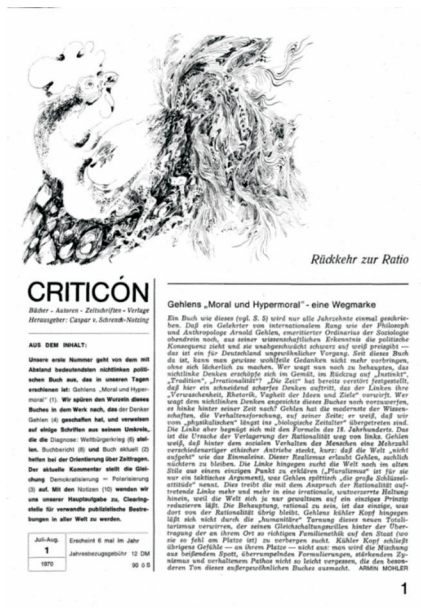 Rückkehr zur Ratio
CRITICÓN
Bücher - Autoren - Zeitschriften - Verlage
Herausgeber: Caspar v. Schrenck-Notzing
AUS DEM INHALT:
Unsere erste Nummer geht von dem mit
Abstand bedeutendsten nichtlinken politi-
schen Buch aus, das in unseren Tagen
erschienen ist: Gehlens „Moral und Hyper-
moral" (1). Wir spüren den Wurzeln dieses
Buches in dem Werk nach, das der Denker
Gehlen (4) geschaffen hat, und verweisen
auf einige Schriften aus seinem Umkreis,
die die Diagnose: Weltbürgerkrieg (6) stel-
len. Buchbericht (8) und Buch aktuell (2)
helfen bei der Orientierung über Zeitfragen.
Der aktuelle Kommentar stellt die Glei-
chung Demokratisierung = Polarisierung
(3) auf. Mit den Notizen (10) wenden wir
uns unserer Hauptaufgabe zu, Clearing-
stelle für verwandte publizistische Bestre-
bungen in aller Welt zu werden.
Juli-Aug.
1
1970
Erscheint 6 mal im Jahr
Jahresbezugsgebühr 12 DM
90 ö S
Gehlens „Moral und Hypermoral" - eine Wegmarke
Ein Buch wie dieses (vgl. S. 5) wird nur alle Jahrzehnte einmal geschrie-
ben. Daß ein Gelehrter von internationalem Rang wie der Philosoph
und Anthropologe Arnold Gehlen, emeritierter Ordinarius der Soziologie
obendrein noch, aus seiner wissenschaftlichen Erkenntnis die politische
Konsequenz zieht und sie unabgeschwächt schwarz auf weiß preisgibt —
das ist ein für Deutschland ungewöhnlicher Vorgang. Seit dieses Buch
da ist, kann man gewisse wohlfeile Gedanken nicht mehr vorbringen,
ohne sich lächerlich zu machen. Wer wagt nun noch zu behaupten, das
nichtlinke Denken erschöpfe sich im Gemüt, im Rückzug auf „Instinkt",
„Tradition", „Irrationalität"? „Die Zeit" hat bereits verstört festgestellt,
daß hier ein schneidend scharfes Denken auftritt, das der Linken ihre
„Verwaschenheit, Rhetorik, Vagheit der Ideen und Ziele" vorwirft. Wer
wagt dem nichtlinken Denken angesichts dieses Buches noch vorzuwerfen,
es hinke hinter seiner Zeit nach? Gehlen hat die modernste der Wissen-
schaften, die Verhaltensforschung, auf seiner Seite; er weiß, daß wir
vom „physikalischen" längst ins „biologische Zeitalter" übergetreten sind.
Die Linke aber begnügt sich mit den Formeln des 18. Jahrhunderts. Das
ist die Ursache der Verlagerung der Rationalität weg von links. Gehlen
weiß, daß hinter dem sozialen Verhalten des Menschen eine Mehrzahl
verschiedenartiger ethischer Antriebe steckt, kurz: daß die Welt „nicht
aufgeht" wie das Einmaleins. Dieser Realismus erlaubt Gehlen, sachlich
nüchtern zu bleiben. Die Linke hingegen sucht die Welt noch im alten
Stile aus einem einzigen Punkt zu erklären („Pluralismus" ist für sie
nur ein taktisches Argument), was Gehlen spöttisch „die große Schlüssel-
attitüde" nennt. Dies treibt die mit dem Anspruch der Rationalität auf-
tretende Linke mehr und mehr in eine irrationale, wutverzerrte Haltung
hinein, weil die Welt sich ja nur gewaltsam auf ein einziges Prinzip
reduzieren läßt. Die Behauptung, rational zu sein, ist das einzige, was
dort von der Rationalität übrig bleibt. Gehlens kühler Kopf hingegen
läßt sich nicht durch die „humanitäre" Tarnung dieses neuen Totali-
tarismus verwirren, der seinen Gleichschaltungswillen hinter der Über-
tragung der an ihrem Ort so richtigen Familienethik auf den Staat (wo
sie so fehl am Platze ist) zu verbergen sucht. Kühler Kopf schließt
übrigens Gefühle — an ihrem Platze — nicht aus: man wird die Mischung
aus beißendem Spott, überrumpelnden Formulierungen, stärkendem Zy-
nismus und verhaltenem Pathos nicht so leicht vergessen, die den beson-
deren Ton dieses außergewöhnlichen Buches ausmacht. ARMIN MOHLER
1